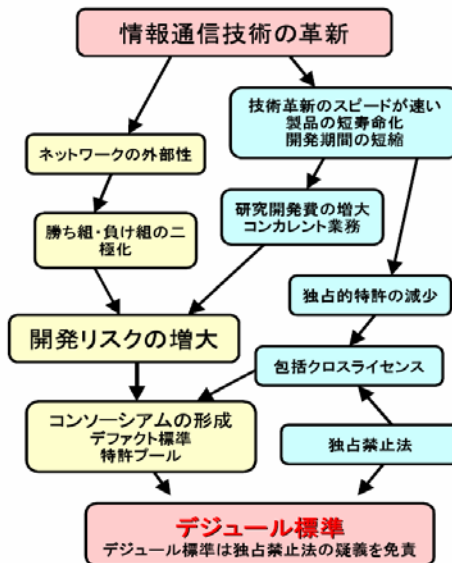 情報通信技術の革新
技術革新のスピードが速い
製品の短寿命化
開発期間の短縮
ネットワークの外部性
研究開発費の増大
コンカレント業務
勝ち組・負け組の二
極化
独占的特許の減少
開発リスクの増大
包括クロスライセンス
コンソーシアムの形成
デファクト標準
特許プール
独占禁止法
デジュール標準
デジュール標準は独占禁止法の疑義を免責